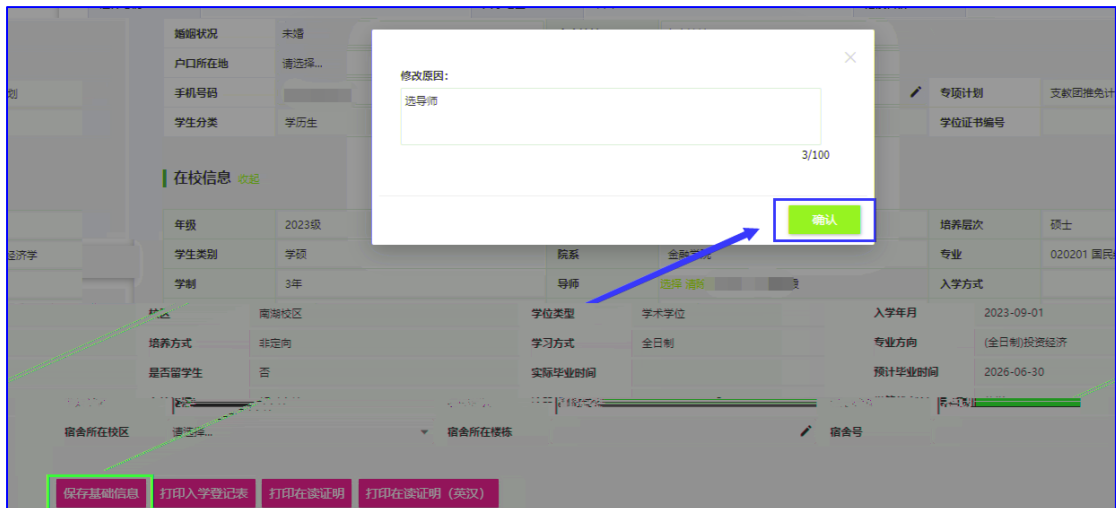 婚姻状况 未婚
户口所在地 请选择...
修改原因：
划 手机号码 选导师 专项计划 支教团推免计
学生分类 学历生 学位证书编号
3/100
在校信息 收起
确认
年级 2023级 培养层次 硕士
经济学 学生类别 学硕 院系 金融学院 专业 020201 国民
学制 3年 导师 选择 清除 入学方式
校区 南湖校区 学位类型 学术学位 入学年月 2023-09-01
培养方式 非定向 学习方式 全日制 专业方向 (全日制)投资经济
是否留学生 否 实际毕业时间 预计毕业时间 2026-06-30
宿舍所在校区 请选择... 宿舍所在楼栋 宿舍号
保存基础信息 打印入学登记表 打印在读证明 打印在读证明（英汉）